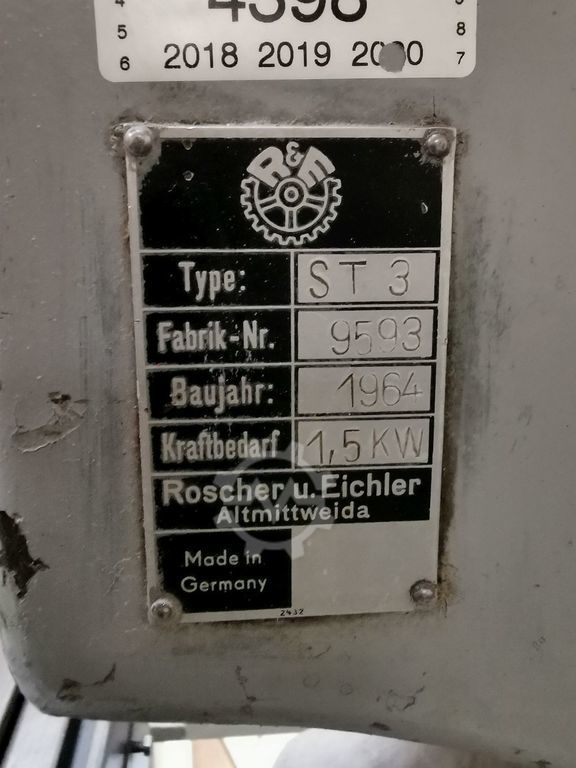 4398
4
5
6
2018 2019 2020
8
7
R&E
Type: ST 3
Fabrik-Nr. 9593
Baujahr: 1964
Kraftbedarf 1,5 KW
Roscher u. Eichler
Altmittweida
Made in
Germany
2432